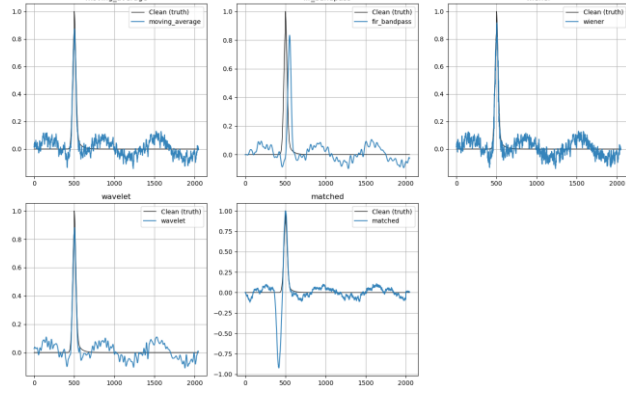 moving_average
fir_bandpass
wiener
Clean (truth)
moving_average
Clean (truth)
fir_bandpass
Clean (truth)
wiener
1.0
0.8
0.6
0.4
0.2
0.0
1.0
0.8
0.6
0.4
0.2
0.0
1.0
0.8
0.6
0.4
0.2
0.0
0 500 1000 1500 2000
0 500 1000 1500 2000
0 500 1000 1500 2000
wavelet
matched
Clean (truth)
wavelet
Clean (truth)
matched
1.0
0.8
0.6
0.4
0.2
0.0
1.00
0.75
0.50
0.25
0.00
−0.25
−0.50
−0.75
−1.00
0 500 1000 1500 2000
0 500 1000 1500 2000